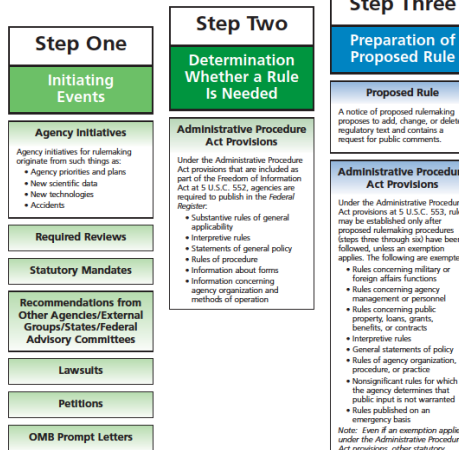 Step One
Initiating
Events
Agency Initiatives
Agency initiatives for rulemaking
originate from such things as:
• Agency priorities and plans
• New scientific data
• New technologies
• Accidents
Required Reviews
Statutory Mandates
Recommendations from
Other Agencies/External
Groups/States/Federal
Advisory Committees
Lawsuits
Petitions
OMB Prompt Letters
Step Two
Determination
Whether a Rule
Is Needed
Administrative Procedure
Act Provisions
Under the Administrative Procedure
Act provisions that are included as
part of the Freedom of Information
Act at 5 U.S.C. 552, agencies are
required to publish in the Federal
Register:
• Substantive rules of general
applicability
• Interpretive rules
• Statements of general policy
• Rules of procedure
• Information about forms
• Information concerning
agency organization and
methods of operation
Step Three
Preparation of
Proposed Rule
Proposed Rule
A notice of proposed rulemaking
proposes to add, change, or delete
regulatory text and contains a
request for public comments.
Administrative Procedu
Act Provisions
Under the Administrative Procedur
Act provisions at 5 U.S.C. 553, rule
may be established only after
proposed rulemaking procedures
(steps three through six) have been
followed, unless an exemption
applies. The following are exempte
• Rules concerning military or
foreign affairs functions
• Rules concerning agency
management or personnel
• Rules concerning public
property, loans, grants,
benefits, or contracts
• Interpretive rules
• General statements of policy
• Rules of agency organization,
procedure, or practice
• Nonsignificant rules for which
the agency determines that
public input is not warranted
• Rules published on an
emergency basis
Note: Even if an exemption applie
under the Administrative Procedur
Act provisions, other statutory